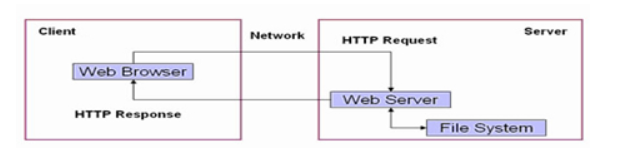 Client
Network
HTTP Request
Server
Web Browser
Web Server
HTTP Response
File System